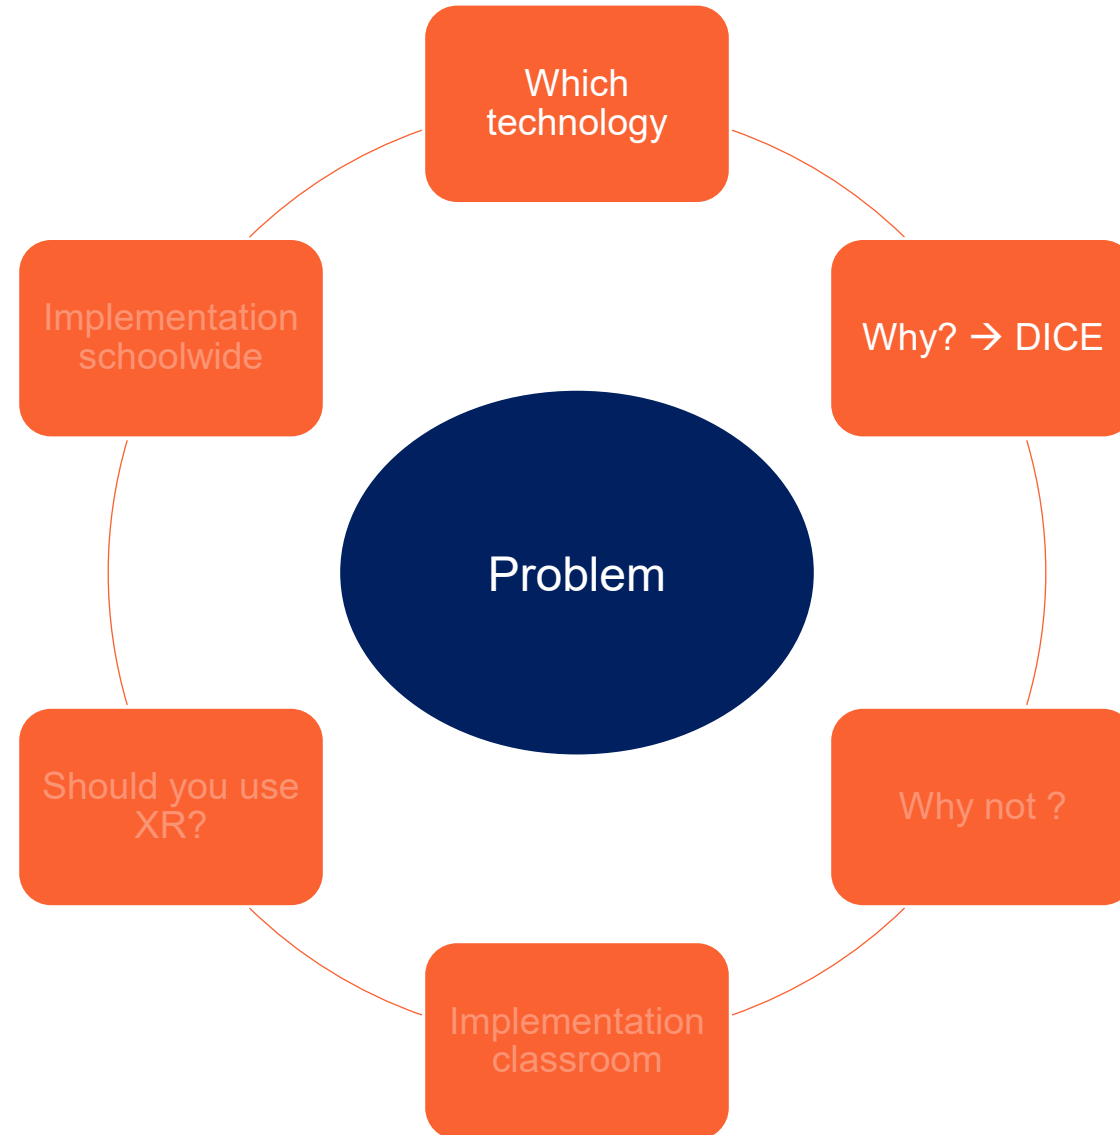 Which
technology
Why? → DICE
Why not ?
Implementation
classroom
Should you use
XR?
Implementation
schoolwide
Problem